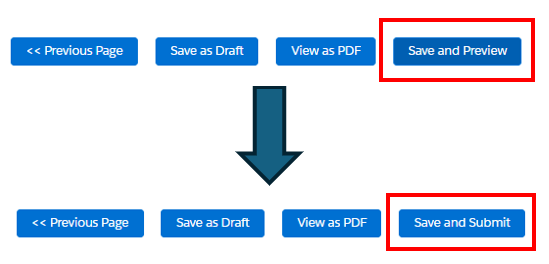 << Previous Page Save as Draft View as PDF Save and Preview
<< Previous Page Save as Draft View as PDF Save and Submit